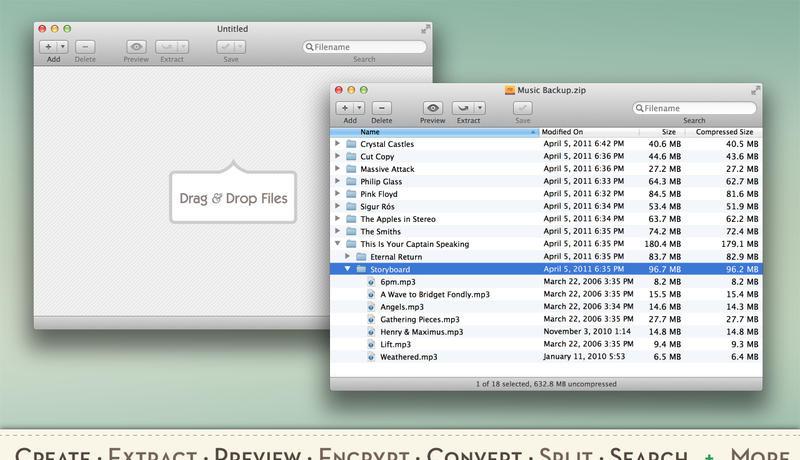 Untitled
Add Delete Preview Extract Save Filename Search
Drag & Drop Files
Music Backup.zip
Add Delete Preview Extract Save Filename Search
Name Modified On Size Compressed Size
Crystal Castles April 5, 2011 6:42 PM 40.6 MB 40.5 MB
Cut Copy April 5, 2011 6:36 PM 44.6 MB 43.6 MB
Massive Attack April 5, 2011 6:36 PM 27.2 MB 27.2 MB
Philip Glass April 5, 2011 6:33 PM 64.3 MB 62.7 MB
Pink Floyd April 5, 2011 6:32 PM 84.5 MB 81.6 MB
Sigur Rós April 5, 2011 6:34 PM 53.4 MB 51.9 MB
The Apples in Stereo April 5, 2011 6:34 PM 63.7 MB 62.2 MB
The Smiths April 5, 2011 6:35 PM 74.2 MB 72.4 MB
This Is Your Captain Speaking April 5, 2011 6:35 PM 180.4 MB 179.1 MB
Eternal Return April 5, 2011 6:35 PM 83.7 MB 82.9 MB
Storyboard April 5, 2011 6:35 PM 96.7 MB 96.2 MB
6pm.mp3 March 22, 2006 3:35 PM 8.2 MB 8.2 MB
A Wave to Bridget Fondly.mp3 March 22, 2006 3:35 PM 15.5 MB 15.4 MB
Angels.mp3 March 22, 2006 3:34 PM 14.6 MB 14.3 MB
Gathering Pieces.mp3 March 22, 2006 3:35 PM 27.7 MB 27.7 MB
Henry & Maximus.mp3 November 3, 2010 1:14 14.8 MB 14.8 MB
Lift.mp3 March 22, 2006 3:35 PM 9.4 MB 9.3 MB
Weathered.mp3 January 11, 2010 5:53 6.5 MB 6.4 MB
1 of 18 selected, 632.8 MB uncompressed
CREATE · EXTRACT · PREVIEW · ENCRYPT · CONVERT · SPLIT · SEARCH + MORE